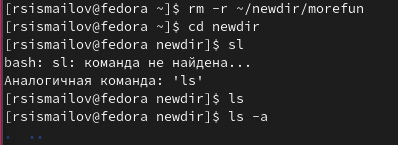 [rsismailov@fedora ~]$ rm -r ~/newdir/morefun
[rsismailov@fedora ~]$ cd newdir
[rsismailov@fedora newdir]$ sl
bash: sl: команда не найдена...
Аналогичная команда: 'ls'
[rsismailov@fedora newdir]$ ls
[rsismailov@fedora newdir]$ ls -a
.  ..